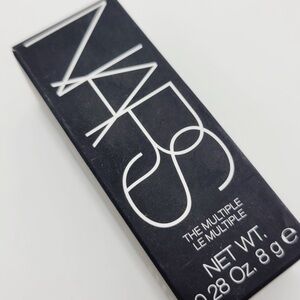 NARS
THE MULTIPLE
LE MULTIPLE
NET WT.
0.28 Oz. 8 g e